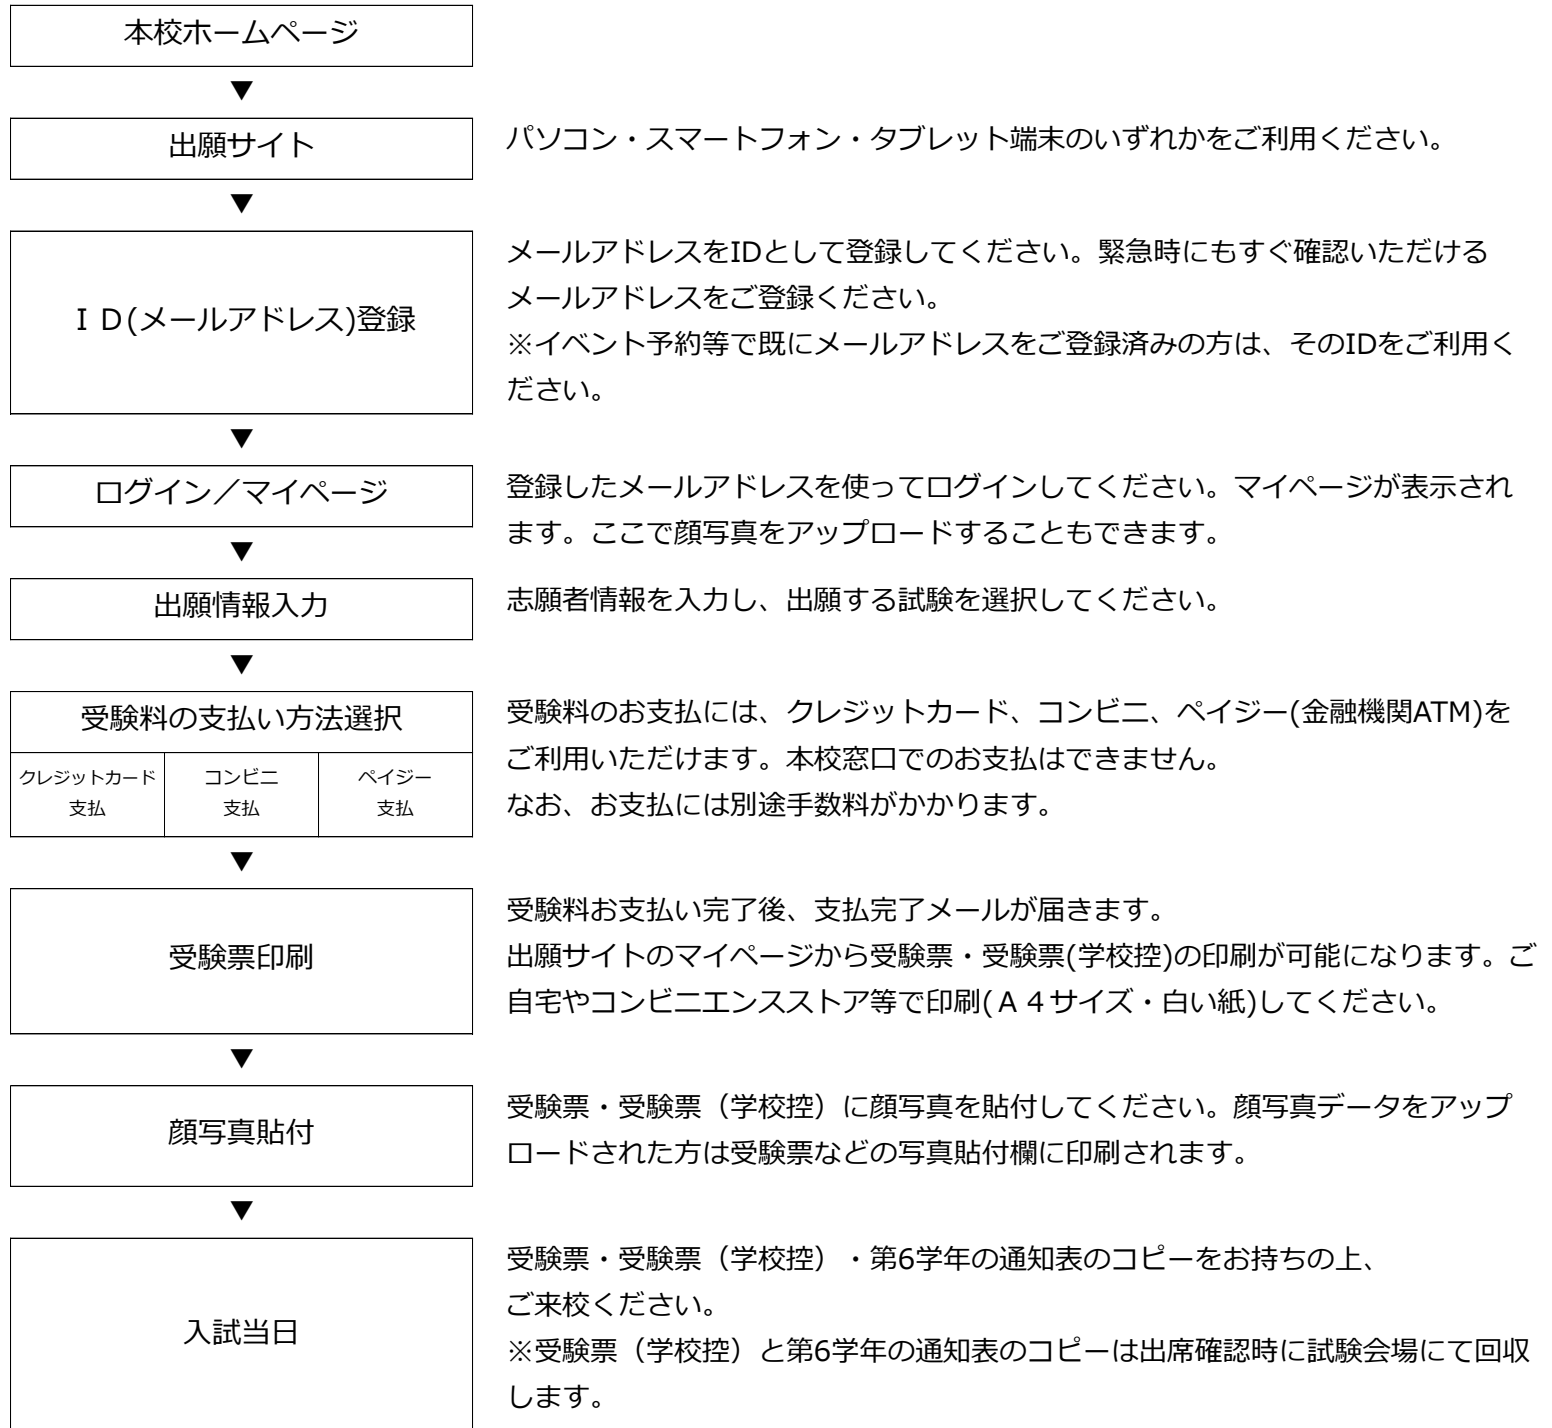 本校ホームページ
▼
出願サイト
パソコン・スマートフォン・タブレット端末のいずれかをご利用ください。
▼
ＩＤ(メールアドレス)登録
メールアドレスをIDとして登録してください。緊急時にもすぐ確認いただける
メールアドレスをご登録ください。
※イベント予約等で既にメールアドレスをご登録済みの方は、そのIDをご利用く
ださい。
▼
ログイン／マイページ
登録したメールアドレスを使ってログインしてください。マイページが表示され
ます。ここで顔写真をアップロードすることもできます。
▼
出願情報入力
志願者情報を入力し、出願する試験を選択してください。
▼
受験料の支払い方法選択
クレジットカード
支払
コンビニ
支払
ペイジー
支払
受験料のお支払には、クレジットカード、コンビニ、ペイジー(金融機関ATM)を
ご利用いただけます。本校窓口でのお支払はできません。
なお、お支払には別途手数料がかかります。
▼
受験票印刷
受験料お支払い完了後、支払完了メールが届きます。
出願サイトのマイページから受験票・受験票(学校控)の印刷が可能になります。ご
自宅やコンビニエンスストア等で印刷(Ａ４サイズ・白い紙)してください。
▼
顔写真貼付
受験票・受験票（学校控）に顔写真を貼付してください。顔写真データをアップ
ロードされた方は受験票などの写真貼付欄に印刷されます。
▼
入試当日
受験票・受験票（学校控）・第6学年の通知表のコピーをお持ちの上、
ご来校ください。
※受験票（学校控）と第6学年の通知表のコピーは出席確認時に試験会場にて回収
します。